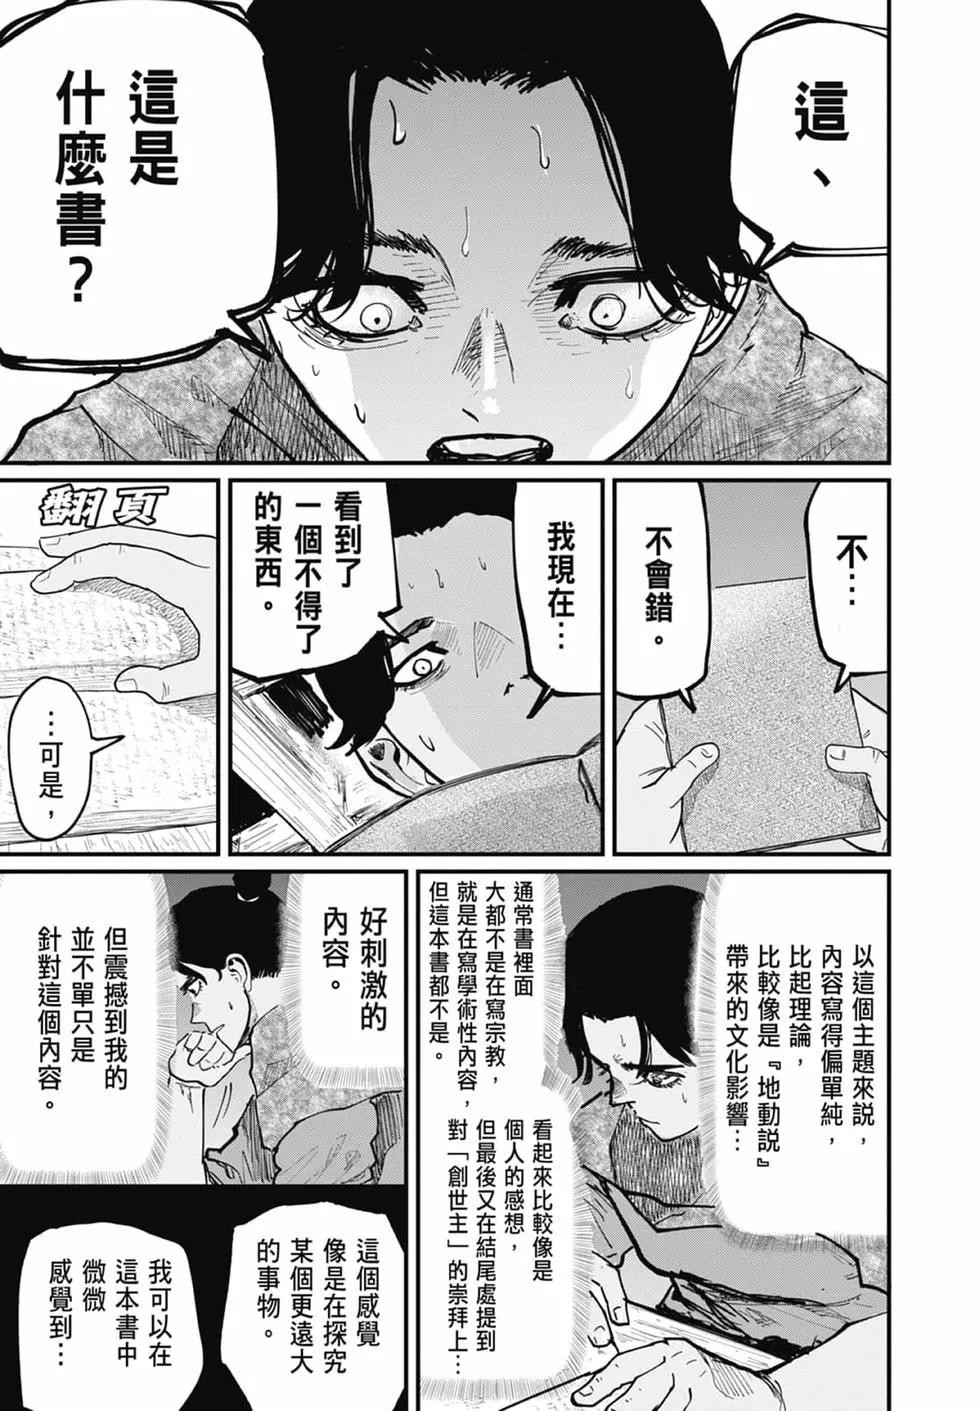 這、
這是
什麼書？
不…
不會錯。
我現在…
看到了
一個不得了
的東西。
翻頁
…可是，
以這個主題來説，
內容寫得偏單純，
比起理論，
比較像是『地動説』
帶來的文化影響…
通常書裡面
大都不是在寫宗教，
就是在寫學術性內容，
但這本書都不是。
看起來比較像是
個人的感想，
但最後又在結尾處提到
對「創世主」的崇拜上…
好刺激的
內容。
但震撼到我的
並不單只是
針對這個內容。
這個感覺
像是在探究
某個更遠大
的事物。
我可以在
這本書中
微微
感覺到…